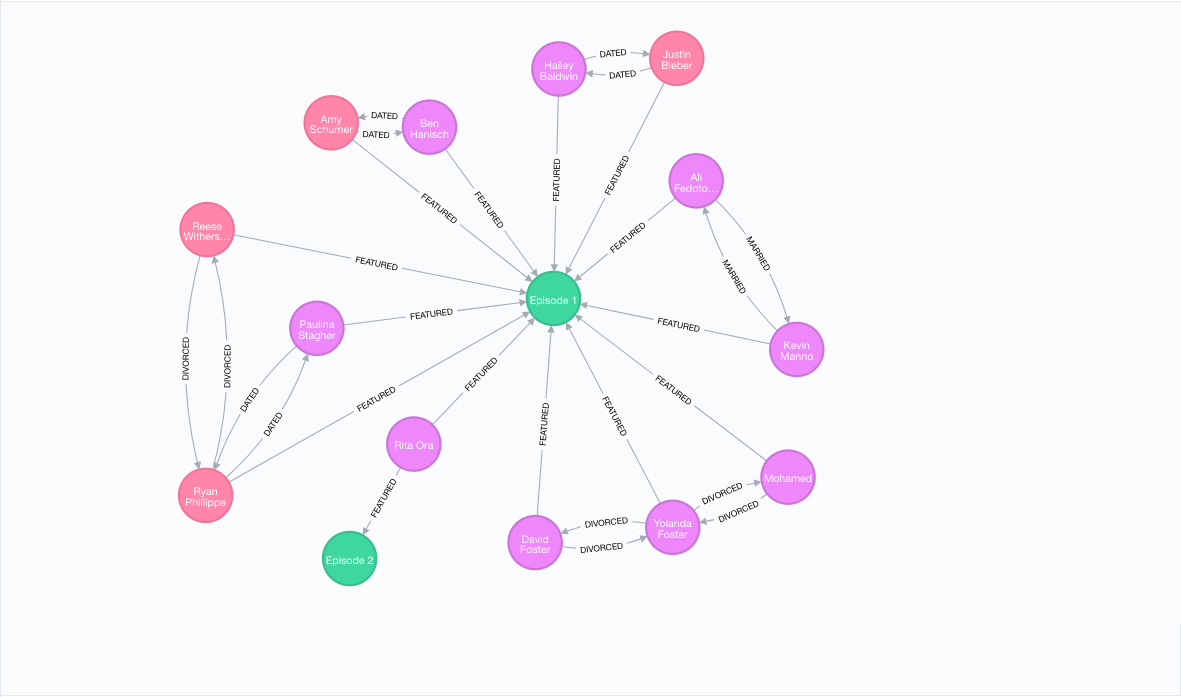 Hailey
Baldwin
DATED
DATED
Justin
Bieber
Amy
Schumer
DATED
DATED
Ben
Hanisch
FEATURED
FEATURED
FEATURED
FEATURED
Ali
Fedoto…
FEATURED
MARRIED
MARRIED
Reese
Withers…
FEATURED
Episode 1
Paulina
Stagher
FEATURED
FEATURED
Kevin
Manno
DIVORCED
DIVORCED
DATED
DATED
FEATURED
FEATURED
FEATURED
FEATURED
FEATURED
Rita Ora
Ryan
Phillippe
FEATURED
Episode 2
Mohamed
DIVORCED
DIVORCED
David
Foster
DIVORCED
DIVORCED
Yolanda
Foster